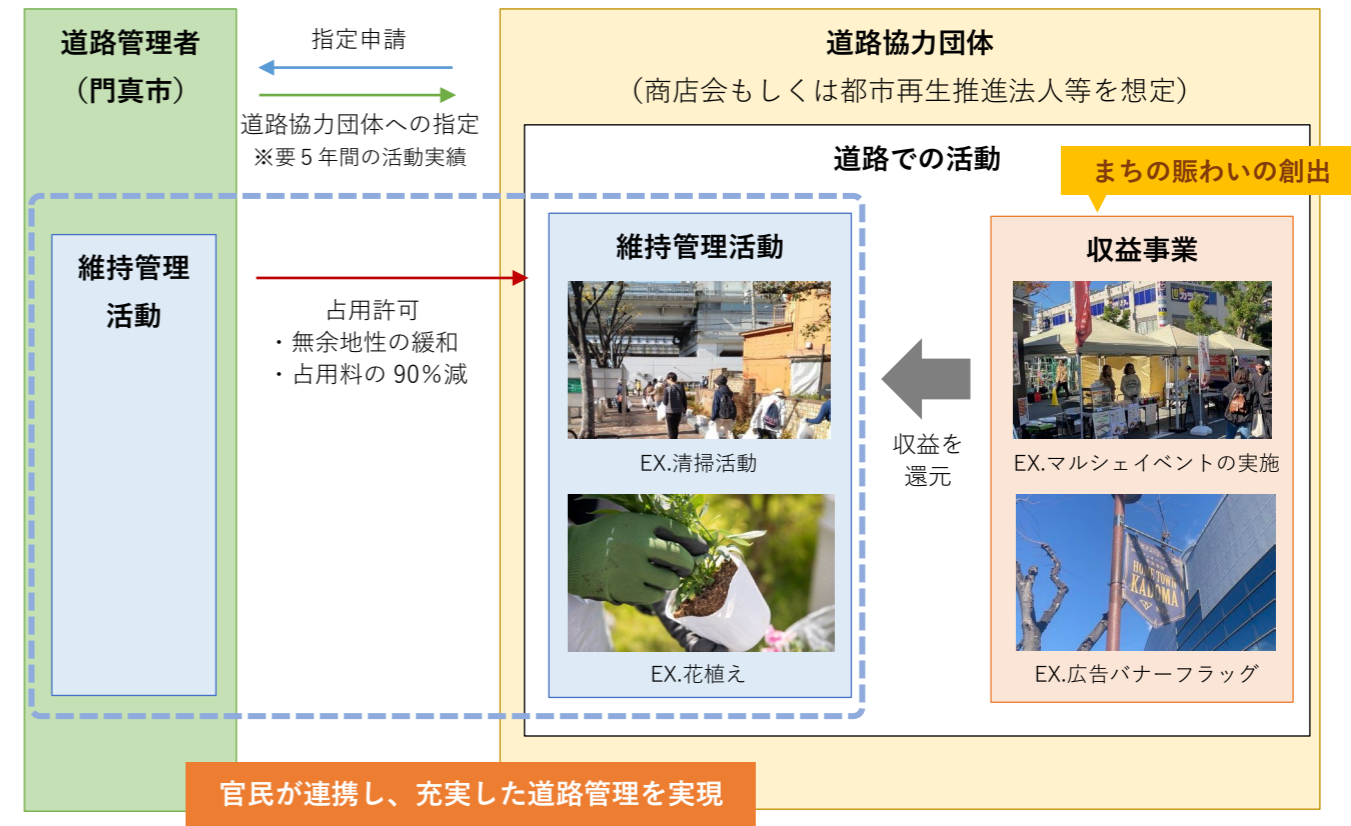 道路管理者
（門真市）
指定申請
道路協力団体への指定
※要５年間の活動実績
道路協力団体
（商店会もしくは都市再生推進法人等を想定）
道路での活動
まちの賑わいの創出
維持管理
活動
占用許可
・無余地性の緩和
・占用料の 90％減
維持管理活動
EX.清掃活動
EX.花植え
収益を
還元
収益事業
EX.マルシェイベントの実施
HOME TOWN
KADOMA
EX.広告バナーフラッグ
官民が連携し、充実した道路管理を実現